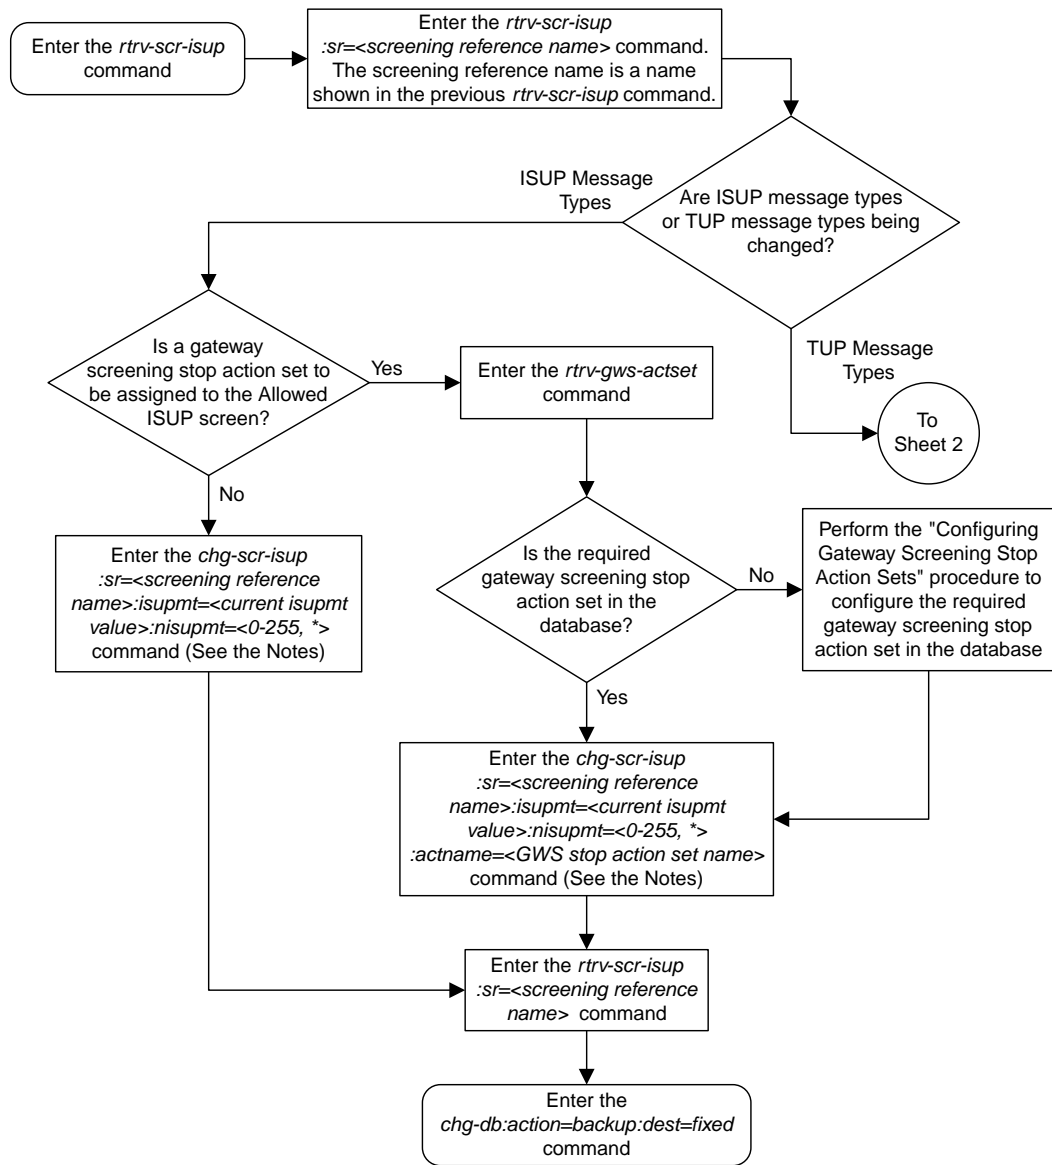 Enter the rtrv-scr-isup
command
Enter the rtrv-scr-isup
:sr=<screening reference name> command.
The screening reference name is a name
shown in the previous rtrv-scr-isup command.
Are ISUP message types
or TUP message types being
changed?
ISUP Message
Types
TUP Message
Types
To
Sheet 2
Is a gateway
screening stop action set to
be assigned to the Allowed
ISUP screen?
Yes
No
Enter the rtrv-gws-actset
command
Enter the chg-scr-isup
:sr=<screening reference
name>:isupmt=<current isupmt
value>:nisupmt=<0-255, *>
command (See the Notes)
Is the required
gateway screening stop
action set in the
database?
No
Yes
Perform the "Configuring
Gateway Screening Stop
Action Sets" procedure to
configure the required
gateway screening stop
action set in the database
Enter the chg-scr-isup
:sr=<screening reference
name>:isupmt=<current isupmt
value>:nisupmt=<0-255, *>
:actname=<GWS stop action set name>
command (See the Notes)
Enter the rtrv-scr-isup
:sr=<screening reference
name> command
Enter the
chg-db:action=backup:dest=fixed
command